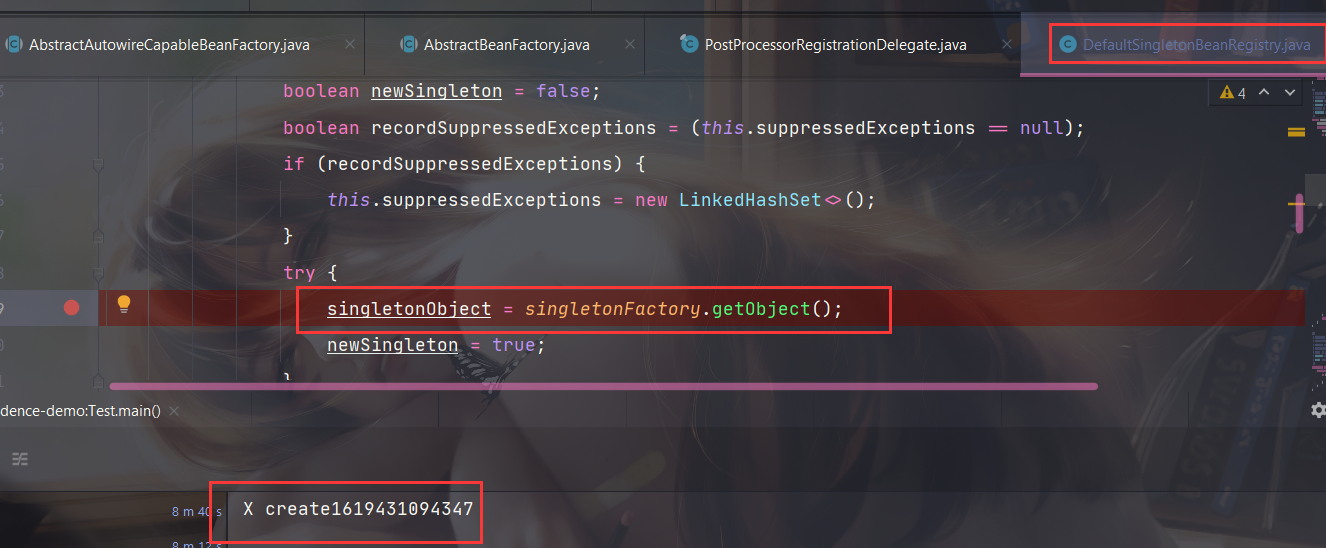 AbstractAutowireCapableBeanFactory.java AbstractBeanFactory.java PostProcessorRegistrationDelegate.java DefaultSingletonBeanRegistry.java
boolean newSingleton = false; 4
boolean recordSuppressedExceptions = (this.suppressedExceptions == null);
if (recordSuppressedExceptions) {
this.suppressedExceptions = new LinkedHashSet<>();
}
try {
singletonObject = singletonFactory.getObject();
newSingleton = true;
}
dence-demo:Test.main()
8 m 40 s X create1619431094347
8 m 12 s